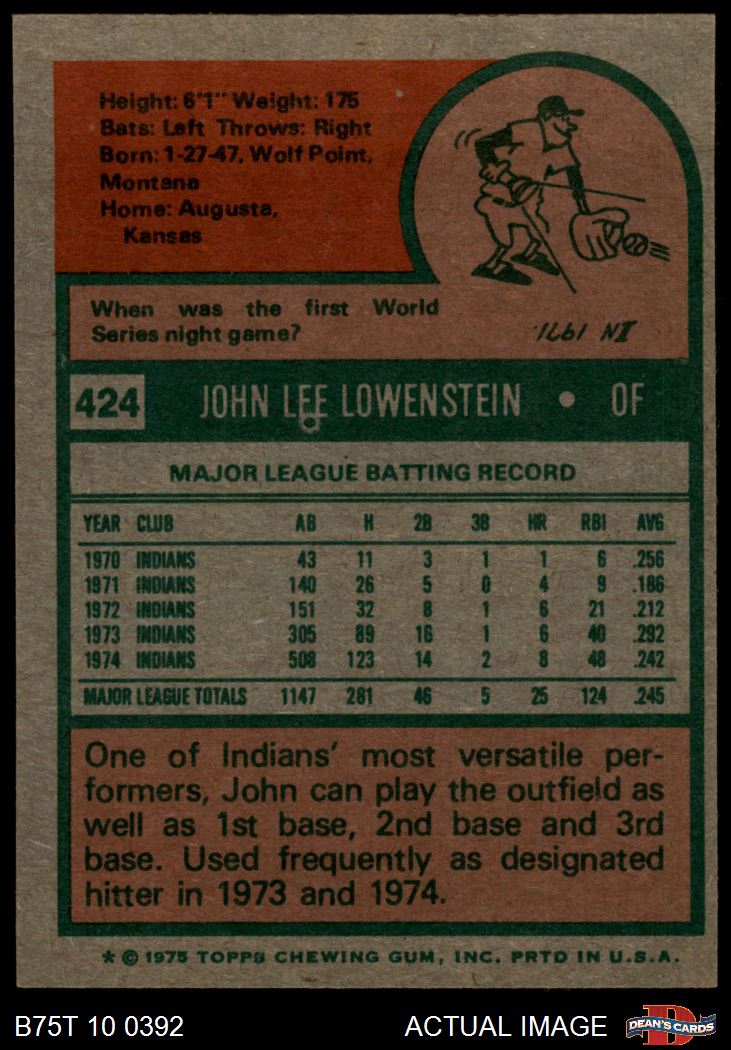 Height: 6'1" Weight: 175
Bats: Left Throws: Right
Born: 1-27-47, Wolf Point,
Montana
Home: Augusta,
Kansas
When was the first World
Series night game?
IN 1971.
424 JOHN LEE LOWENSTEIN • OF
MAJOR LEAGUE BATTING RECORD
YEAR CLUB AB H 2B 3B HR RBI AVG
1970 INDIANS 43 11 3 1 1 6 .256
1971 INDIANS 140 26 5 0 4 9 .186
1972 INDIANS 151 32 8 1 6 21 .212
1973 INDIANS 305 89 16 1 6 40 .292
1974 INDIANS 508 123 14 2 8 48 .242
MAJOR LEAGUE TOTALS 1147 281 46 5 25 124 .245
One of Indians' most versatile per-
formers, John can play the outfield as
well as 1st base, 2nd base and 3rd
base. Used frequently as designated
hitter in 1973 and 1974.
* © 1975 TOPPS CHEWING GUM, INC. PRTD IN U.S.A.
B75T 10 0392 ACTUAL IMAGE DEAN'S CARDS